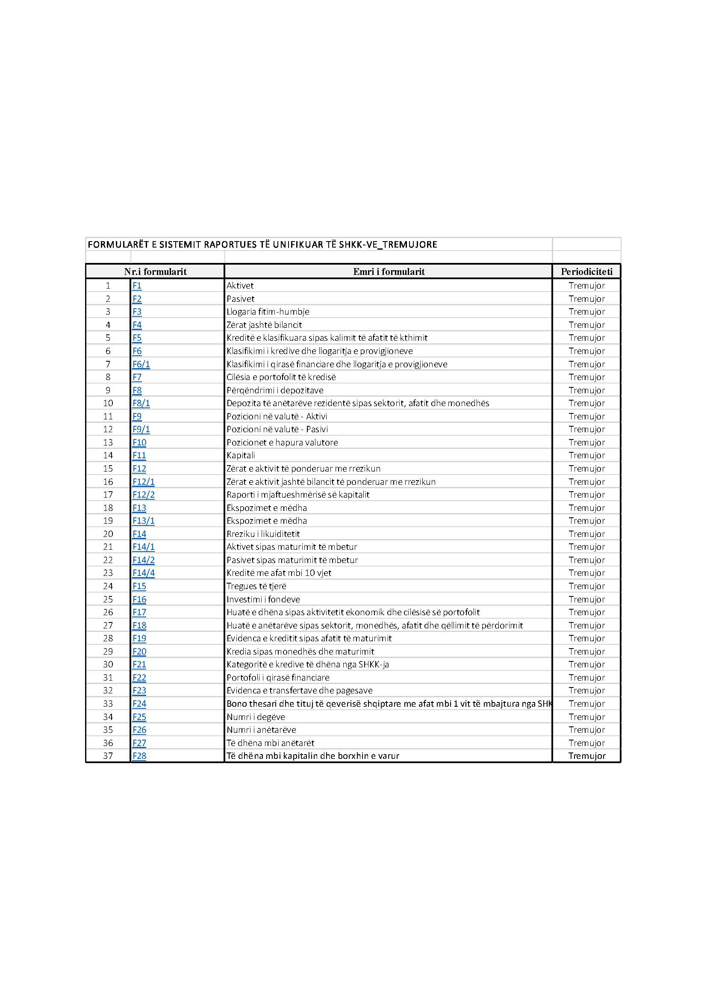 FORMULARËT E SISTEMIT RAPORTUES TË UNIFIKUAR TË SHKK-VE_TREMUJORE
Nr.i formularit Emri i formularit Periodiciteti
1 F1 Aktivet Tremujor
2 F2 Pasivet Tremujor
3 F3 Llogaria fitim-humbje Tremujor
4 F4 Zërat jashtë bilancit Tremujor
5 F5 Kreditë e klasifikuara sipas kalimit të afatit të kthimit Tremujor
6 F6 Klasifikimi i kredive dhe llogaritja e provigjioneve Tremujor
7 F6/1 Klasifikimi i qirasë financiare dhe llogaritja e provigjioneve Tremujor
8 F7 Cilësia e portofolit të kredisë Tremujor
9 F8 Përqëndrimi i depozitave Tremujor
10 F8/1 Depozita të anëtarëve rezidentë sipas sektorit, afatit dhe monedhës Tremujor
11 F9 Pozicioni në valutë - Aktivi Tremujor
12 F9/1 Pozicioni në valutë - Pasivi Tremujor
13 F10 Pozicionet e hapura valutore Tremujor
14 F11 Kapitali Tremujor
15 F12 Zërat e aktivit të ponderuar me rrezikun Tremujor
16 F12/1 Zërat e aktivit jashtë bilancit të ponderuar me rrezikun Tremujor
17 F12/2 Raporti i mjaftueshmërisë së kapitalit Tremujor
18 F13 Ekspozimet e mëdha Tremujor
19 F13/1 Ekspozimet e mëdha Tremujor
20 F14 Rreziku i likuiditetit Tremujor
21 F14/1 Aktivet sipas maturimit të mbetur Tremujor
22 F14/2 Pasivet sipas maturimit të mbetur Tremujor
23 F14/4 Kreditë me afat mbi 10 vjet Tremujor
24 F15 Tregues të tjerë Tremujor
25 F16 Investimi i fondeve Tremujor
26 F17 Huatë e dhëna sipas aktivitetit ekonomik dhe cilësisë së portofolit Tremujor
27 F18 Huatë e anëtarëve sipas sektorit, monedhës, afatit dhe qëllimit të përdorimit Tremujor
28 F19 Evidenca e kreditit sipas afatit të maturimit Tremujor
29 F20 Kredia sipas monedhës dhe maturimit Tremujor
30 F21 Kategoritë e kredive të dhëna nga SHKK-ja Tremujor
31 F22 Portofoli i qirasë financiare Tremujor
32 F23 Evidenca e transfertave dhe pagesave Tremujor
33 F24 Bono thesari dhe tituj të qeverisë shqiptare me afat mbi 1 vit të mbajtura nga SHK Tremujor
34 F25 Numri i degëve Tremujor
35 F26 Numri i anëtarëve Tremujor
36 F27 Të dhëna mbi anëtarët Tremujor
37 F28 Të dhëna mbi kapitalin dhe borxhin e varur Tremujor